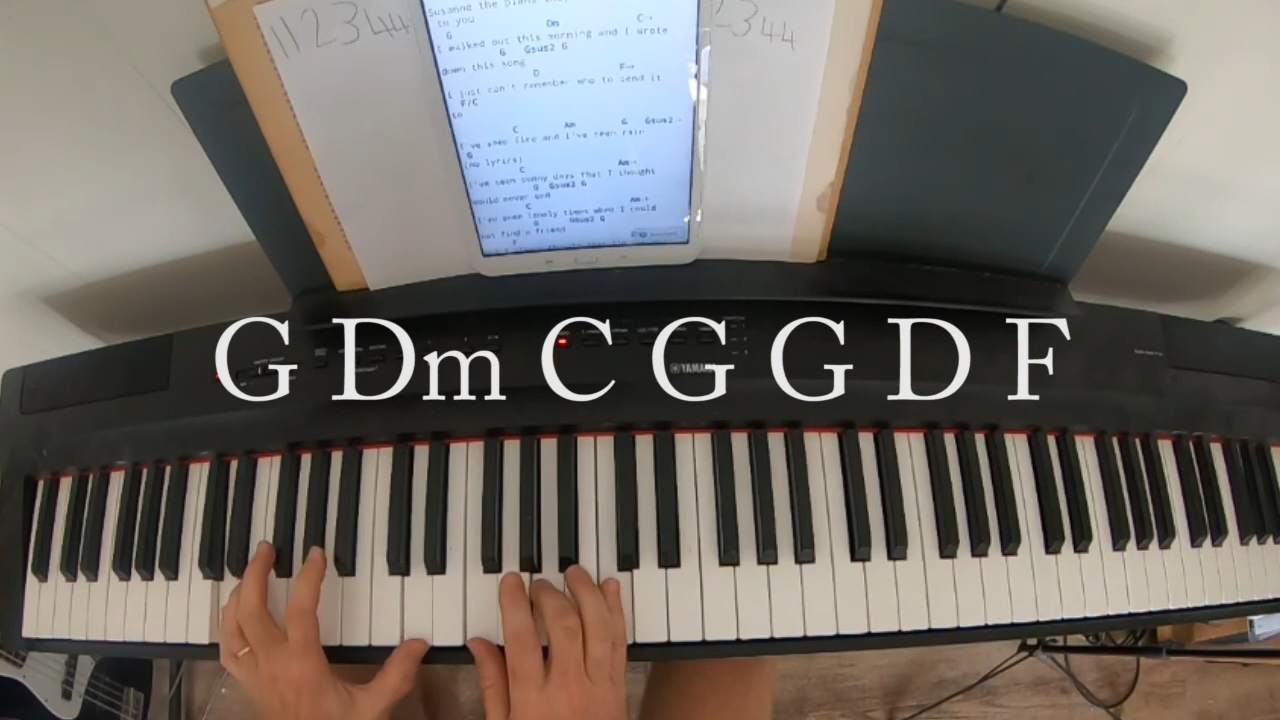 112344
2344
Susanna the plans they
to you
G Dm C→
I walked out this morning and I wrote
G Gsus2 G
down this song
D F→
I just can't remember who to send it
F/C
to
C Am G Gsus2→
I've seen fire and I've seen rain
G
(no lyrics)
C Am→
I've seen sunny days that I thought
G Gsus2 G
would never end
C Am→
I've seen lonely times when I could
G Gsus2 G
not find a friend
G Dm C G G D F
YAMAHA